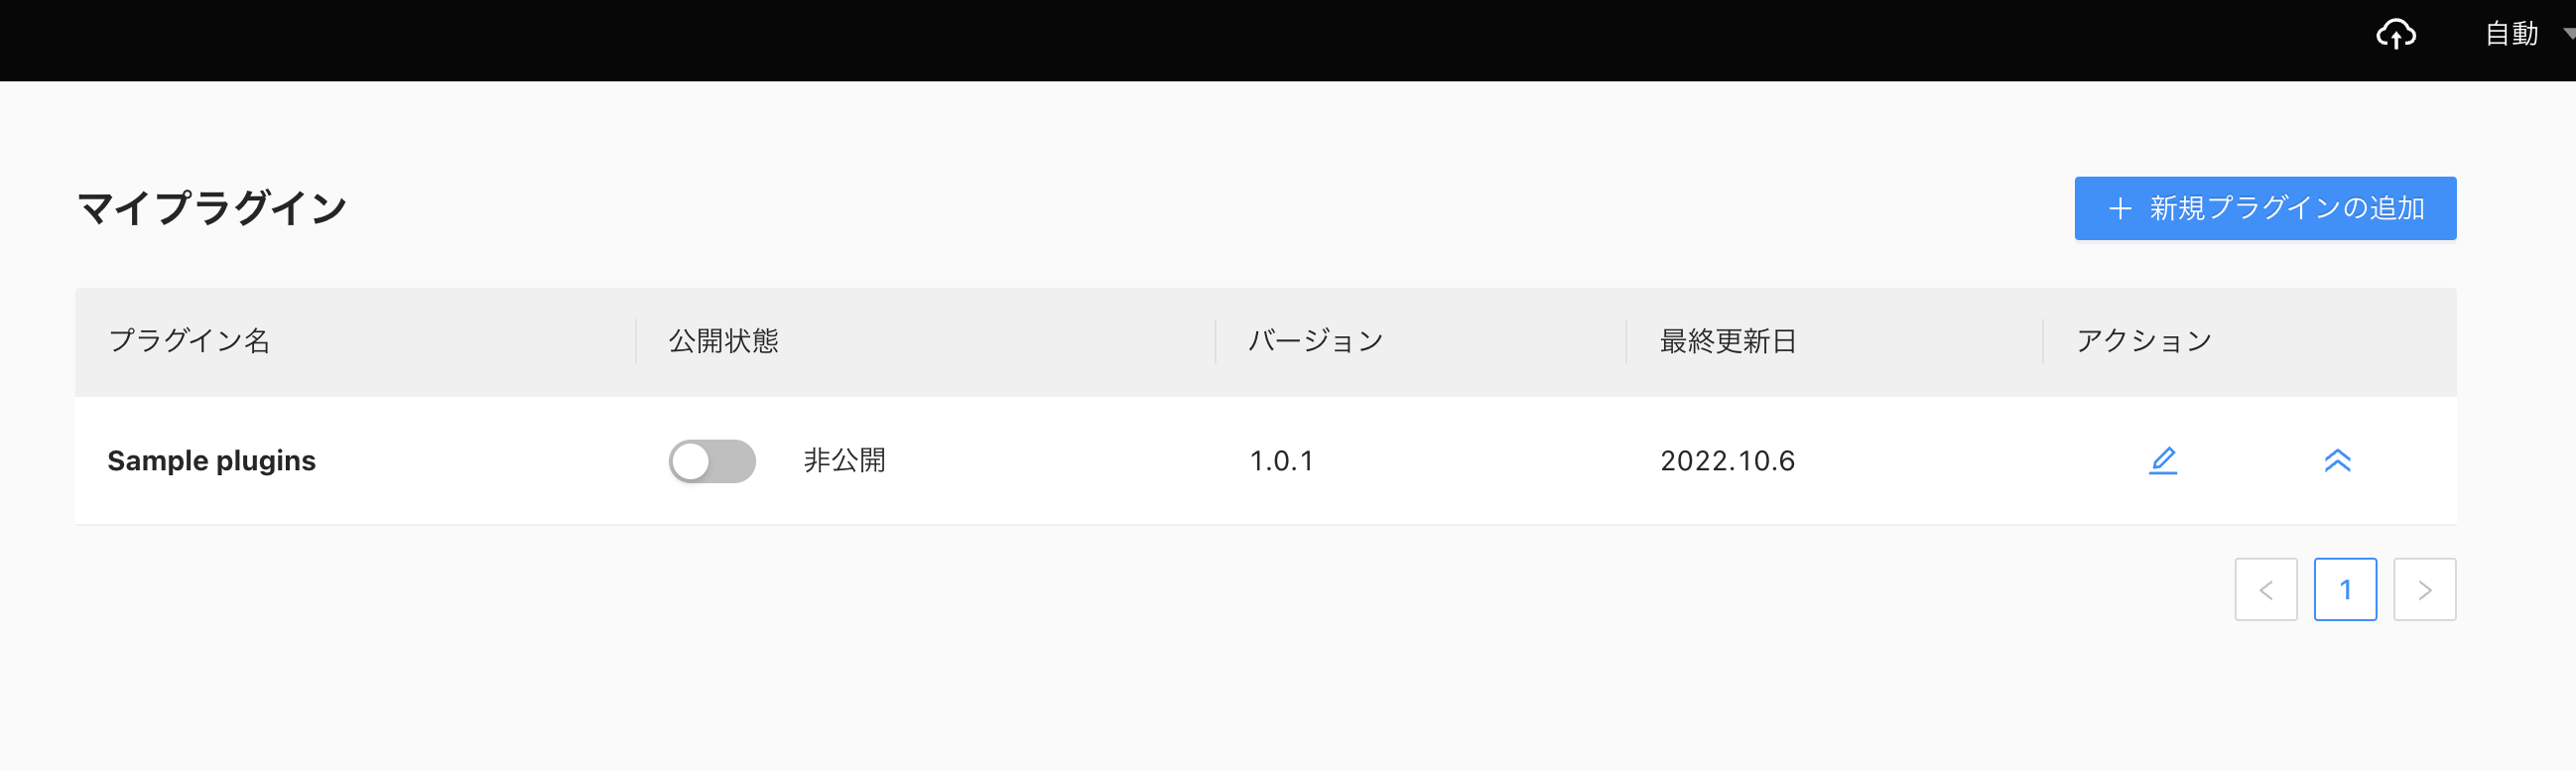 自動
マイプラグイン
+ 新規プラグインの追加
プラグイン名 公開状態 バージョン 最終更新日 アクション
Sample plugins 非公開 1.0.1 2022.10.6
< 1 >